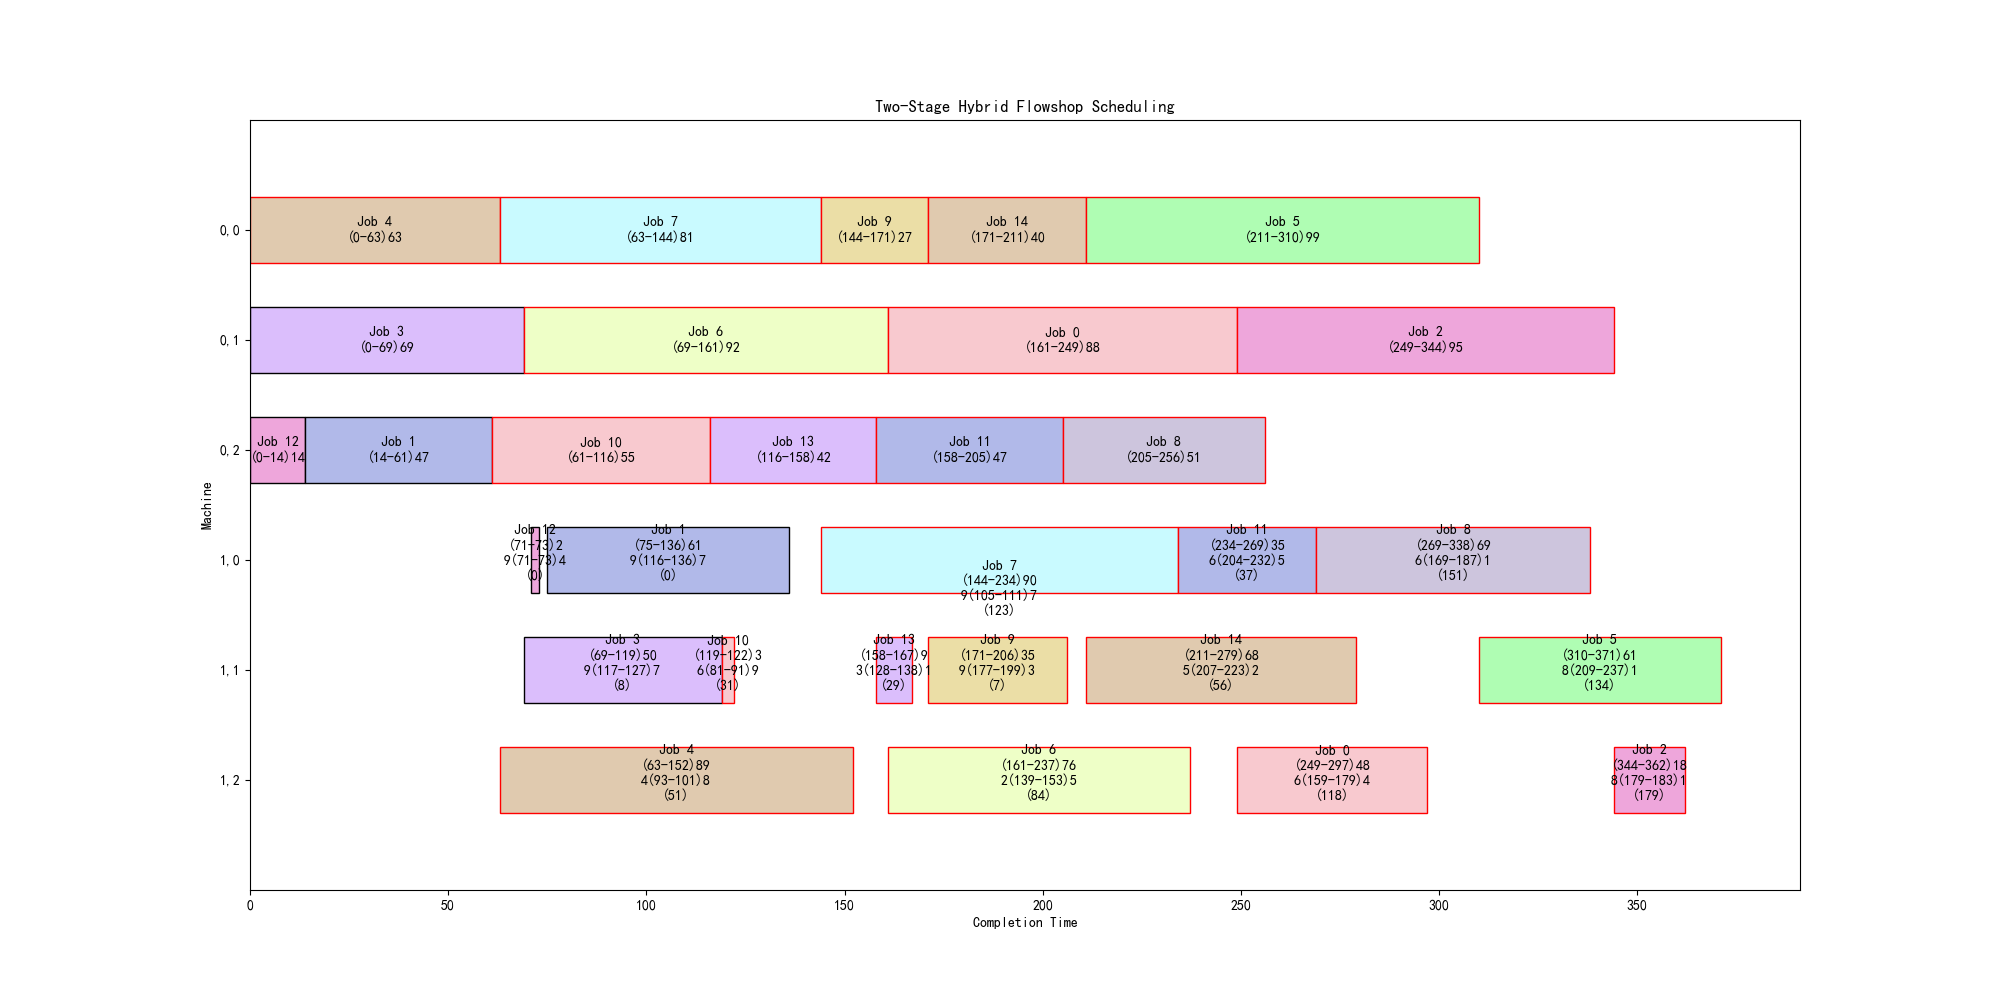 Two-Stage Hybrid Flowshop Scheduling
Machine
0,0
Job 4
(0-63)63
Job 7
(63-144)81
Job 9
(144-171)27
Job 14
(171-211)40
Job 5
(211-310)99
0,1
Job 3
(0-69)69
Job 6
(69-161)92
Job 0
(161-249)88
Job 2
(249-344)95
0,2
Job 12
(0-14)14
Job 1
(14-61)47
Job 10
(61-116)55
Job 13
(116-158)42
Job 11
(158-205)47
Job 8
(205-256)51
1,0
Job 12
(71-73)2
9(71-73)4
(0)
Job 1
(75-136)61
9(116-136)7
(0)
Job 7
(144-234)90
9(105-111)7
(123)
Job 11
(234-269)35
6(204-232)5
(37)
Job 8
(269-338)69
6(169-187)1
(151)
1,1
Job 3
(69-119)50
9(117-127)7
(8)
Job 10
(119-122)3
6(81-91)9
(31)
Job 13
(158-167)9
3(128-138)1
(29)
Job 9
(171-206)35
9(177-199)3
(7)
Job 14
(211-279)68
5(207-223)2
(56)
Job 5
(310-371)61
8(209-237)1
(134)
1,2
Job 4
(63-152)89
4(93-101)8
(51)
Job 6
(161-237)76
2(139-153)5
(84)
Job 0
(249-297)48
6(159-179)4
(118)
Job 2
(344-362)18
8(179-183)1
(179)
0 50 100 150 200 250 300 350
Completion Time